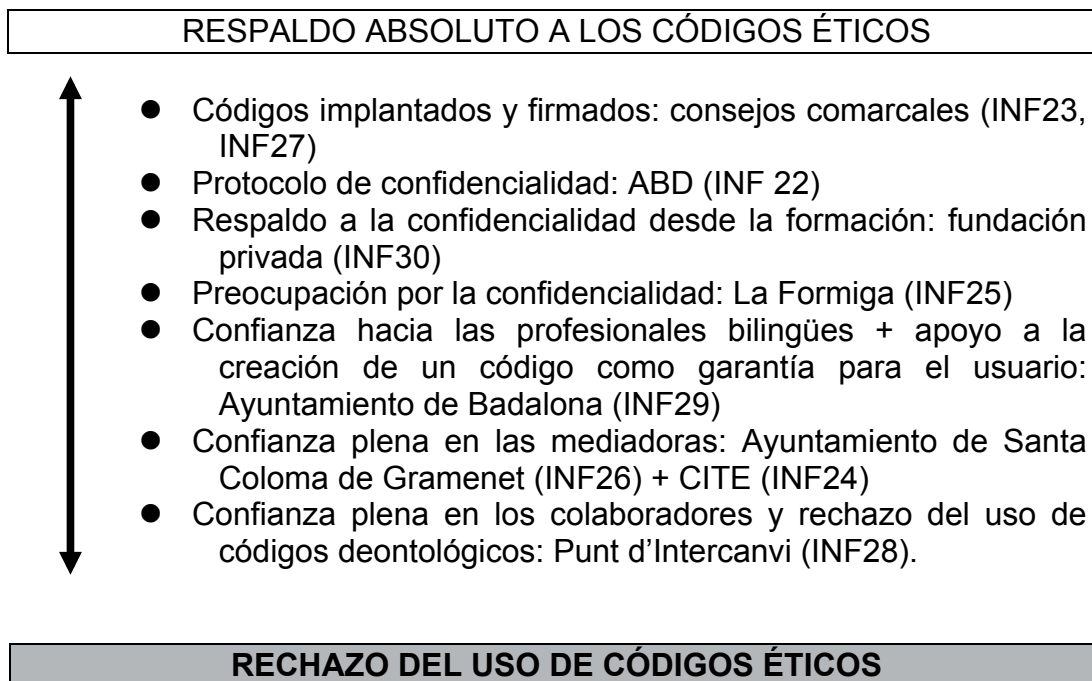 RESPALDO ABSOLUTO A LOS CÓDIGOS ÉTICOS
● Códigos implantados y firmados: consejos comarcales (INF23,
INF27)
● Protocolo de confidencialidad: ABD (INF 22)
● Respaldo a la confidencialidad desde la formación: fundación
privada (INF30)
● Preocupación por la confidencialidad: La Formiga (INF25)
● Confianza hacia las profesionales bilingües + apoyo a la
creación de un código como garantía para el usuario:
Ayuntamiento de Badalona (INF29)
● Confianza plena en las mediadoras: Ayuntamiento de Santa
Coloma de Gramenet (INF26) + CITE (INF24)
● Confianza plena en los colaboradores y rechazo del uso de
códigos deontológicos: Punt d’Intercanvi (INF28).
RECHAZO DEL USO DE CÓDIGOS ÉTICOS